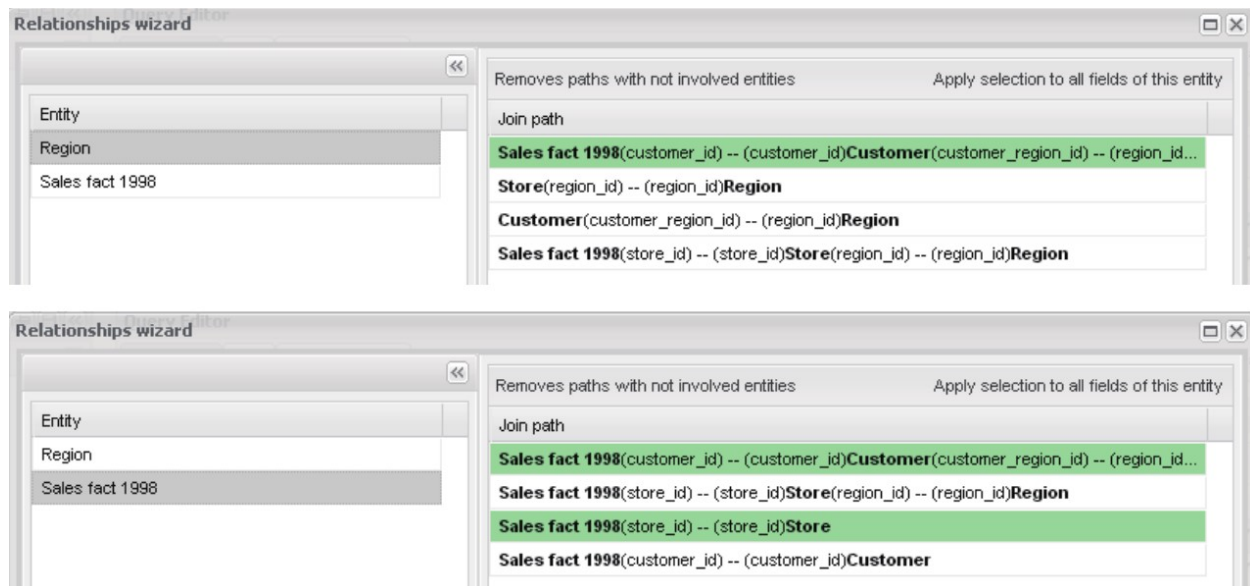 Query Editor
Relationships wizard
Removes paths with not involved entities Apply selection to all fields of this entity
Entity
Join path
Region
Sales fact 1998(customer_id) -- (customer_id)Customer(customer_region_id) -- (region_id...
Sales fact 1998
Store(region_id) -- (region_id)Region
Customer(customer_region_id) -- (region_id)Region
Sales fact 1998(store_id) -- (store_id)Store(region_id) -- (region_id)Region
Query Editor
Relationships wizard
Removes paths with not involved entities Apply selection to all fields of this entity
Entity
Join path
Region
Sales fact 1998(customer_id) -- (customer_id)Customer(customer_region_id) -- (region_id...
Sales fact 1998
Sales fact 1998(store_id) -- (store_id)Store(region_id) -- (region_id)Region
Sales fact 1998(store_id) -- (store_id)Store
Sales fact 1998(customer_id) -- (customer_id)Customer